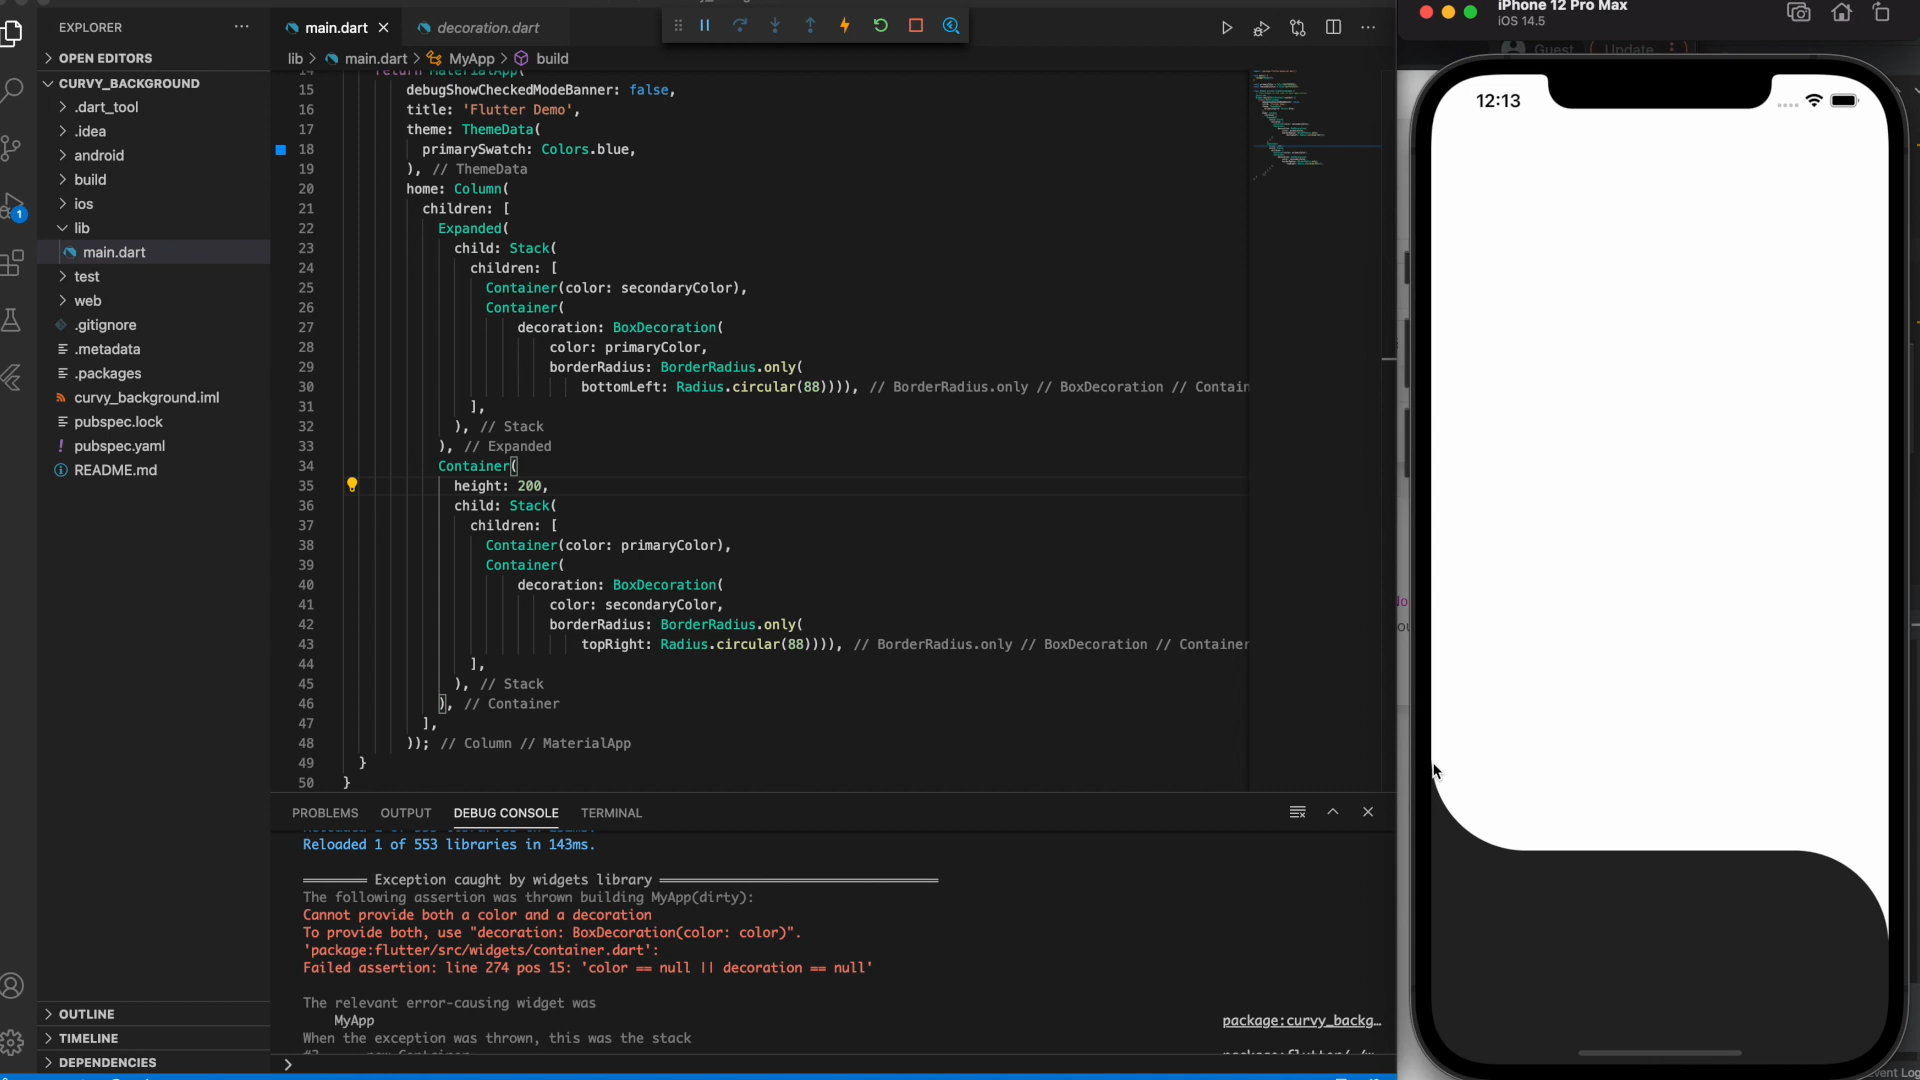 EXPLORER
OPEN EDITORS
CURVY_BACKGROUND
.dart_tool
.idea
android
build
ios
lib
main.dart
test
web
.gitignore
.metadata
.packages
curvy_background.iml
pubspec.lock
pubspec.yaml
README.md
OUTLINE
TIMELINE
DEPENDENCIES
1
main.dart
decoration.dart
lib > main.dart > MyApp > build
14 return MaterialApp(
15 debugShowCheckedModeBanner: false,
16 title: 'Flutter Demo',
17 theme: ThemeData(
18 primarySwatch: Colors.blue,
19 ), // ThemeData
20 home: Column(
21 children: [
22 Expanded(
23 child: Stack(
24 children: [
25 Container(color: secondaryColor),
26 Container(
27 decoration: BoxDecoration(
28 color: primaryColor,
29 borderRadius: BorderRadius.only(
30 bottomLeft: Radius.circular(88)))), // BorderRadius.only // BoxDecoration // Contain
31 ],
32 ), // Stack
33 ), // Expanded
34 Container(
35 height: 200,
36 child: Stack(
37 children: [
38 Container(color: primaryColor),
39 Container(
40 decoration: BoxDecoration(
41 color: secondaryColor,
42 borderRadius: BorderRadius.only(
43 topRight: Radius.circular(88)))), // BorderRadius.only // BoxDecoration // Container
44 ],
45 ), // Stack
46 ), // Container
47 ],
48 )); // Column // MaterialApp
49 }
50 }
PROBLEMS OUTPUT DEBUG CONSOLE TERMINAL
Reloaded 1 of 553 libraries in 143ms.
════════ Exception caught by widgets library ═══════════════════════════════════
The following assertion was thrown building MyApp(dirty):
Cannot provide both a color and a decoration
To provide both, use "decoration: BoxDecoration(color: color)".
'package:flutter/src/widgets/container.dart':
Failed assertion: line 274 pos 15: 'color == null || decoration == null'
The relevant error-causing widget was
MyApp package:curvy_backg…
When the exception was thrown, this was the stack
iPhone 12 Pro Max
iOS 14.5
Guest
Update
12:13
vent Log